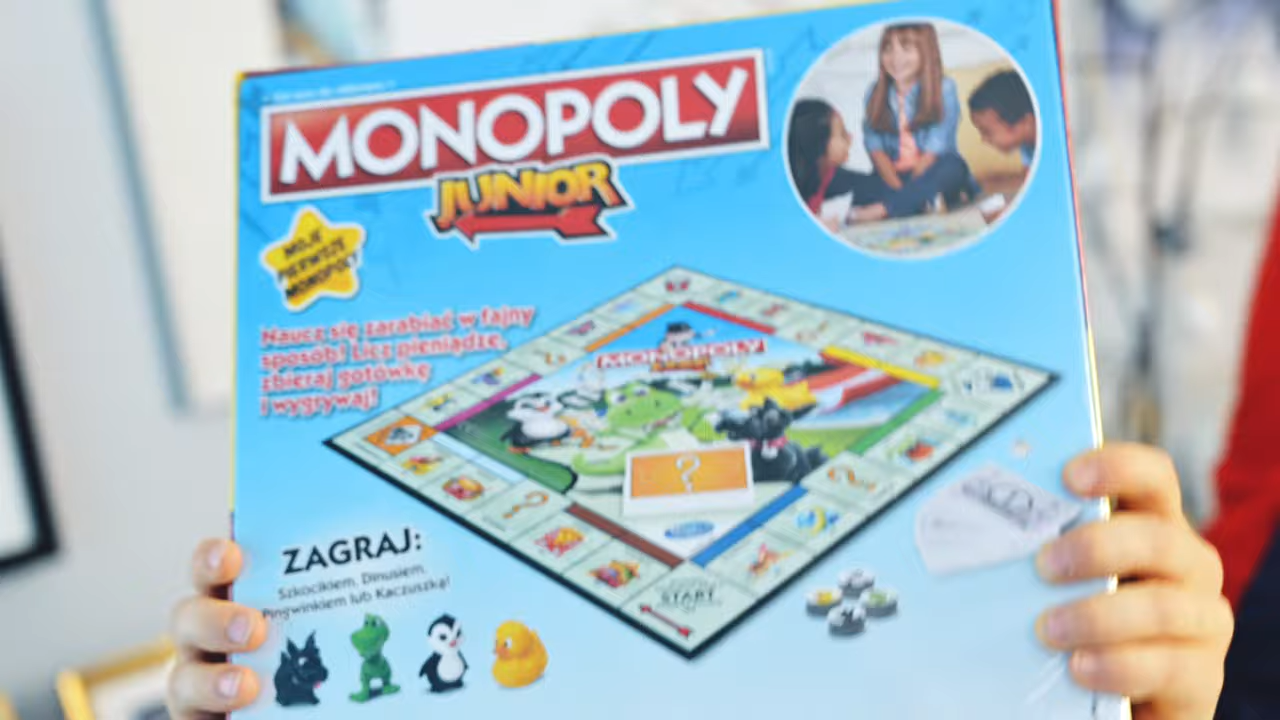 MONOPOLY
JUNIOR
MOJE
PIERWSZE
MONOPOLY
Naucz się zarabiać w fajny
sposób! Licz pieniądze,
zbieraj gotówkę
i wygrywaj!
MONOPOLY
?
START
ZAGRAJ:
Szkocikiem, Dinusiem,
Pingwinkiem lub Kaczuszką!